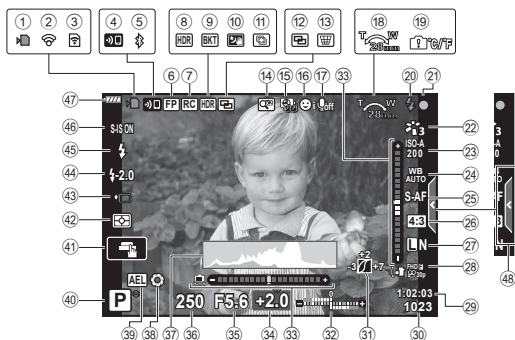 ① ② ③ ④ ⑤ ⑧ ⑨ ⑩ ⑪ ⑫ ⑬ ⑱ ⑲
HDR BKT
T W
28mm
°C/°F
⑥ ⑦ ⑭ ⑮ ⑯ ⑰ ㉝ ⑳ ㉑
FP RC HDR i Off T W
28mm
㊼
㊻ S-IS ON
㊺
㊹ -2.0
㊸
㊷
㊶
㊵ P
3 ㉒
ISO-A
200 ㉓
WB
AUTO ㉔
S-AF ㉕
4:3 ㉖
L N ㉗
FHD F
30p ㉘
1:02:03 ㉙
1023
㊽
+2
-3 +7
AEL
250 F5.6 +2.0
0
㊴ ㊳ ㊲ ㊱ ㉟ ㉞ ㉝ ㉜ ㉛ ㉚